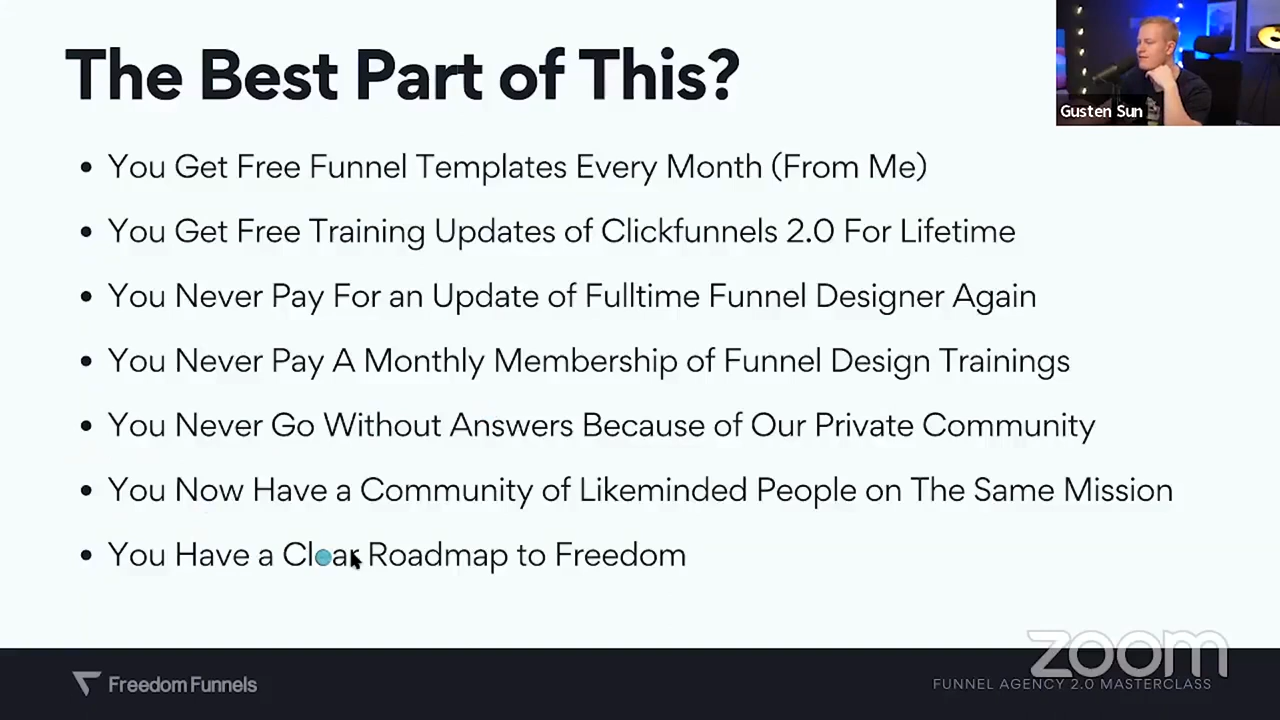 The Best Part of This?
Gusten Sun
You Get Free Funnel Templates Every Month (From Me)
You Get Free Training Updates of Clickfunnels 2.0 For Lifetime
You Never Pay For an Update of Fulltime Funnel Designer Again
You Never Pay A Monthly Membership of Funnel Design Trainings
You Never Go Without Answers Because of Our Private Community
You Now Have a Community of Likeminded People on The Same Mission
You Have a Clear Roadmap to Freedom
zoom
Freedom Funnels
FUNNEL AGENCY 2.0 MASTERCLASS